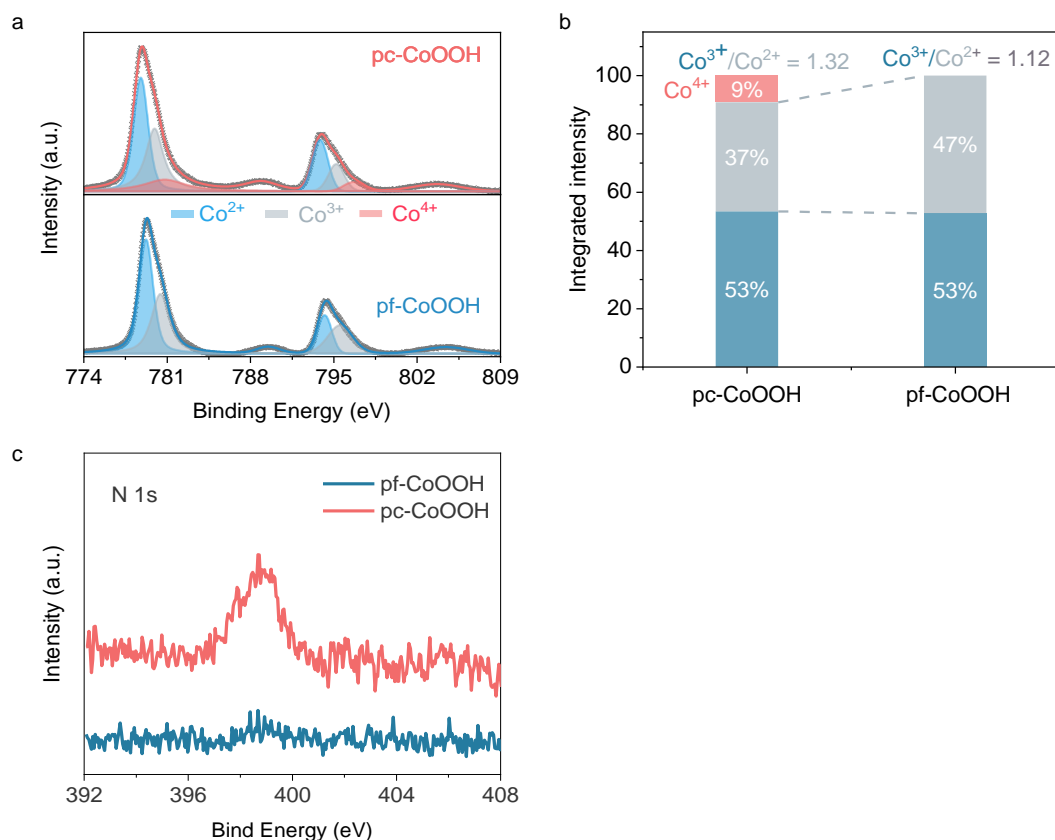 a
pc-CoOOH
Co²⁺ Co³⁺ Co⁴⁺
pf-CoOOH
Intensity (a.u.)
774 781 788 795 802 809
Binding Energy (eV)
b
Co³⁺/Co²⁺ = 1.32 Co³⁺/Co²⁺ = 1.12
Co⁴⁺ 9%
37% 47%
53% 53%
100
80
60
40
20
0
Integrated intensity
pc-CoOOH pf-CoOOH
c
N 1s
pf-CoOOH
pc-CoOOH
Intensity (a.u.)
392 396 400 404 408
Bind Energy (eV)